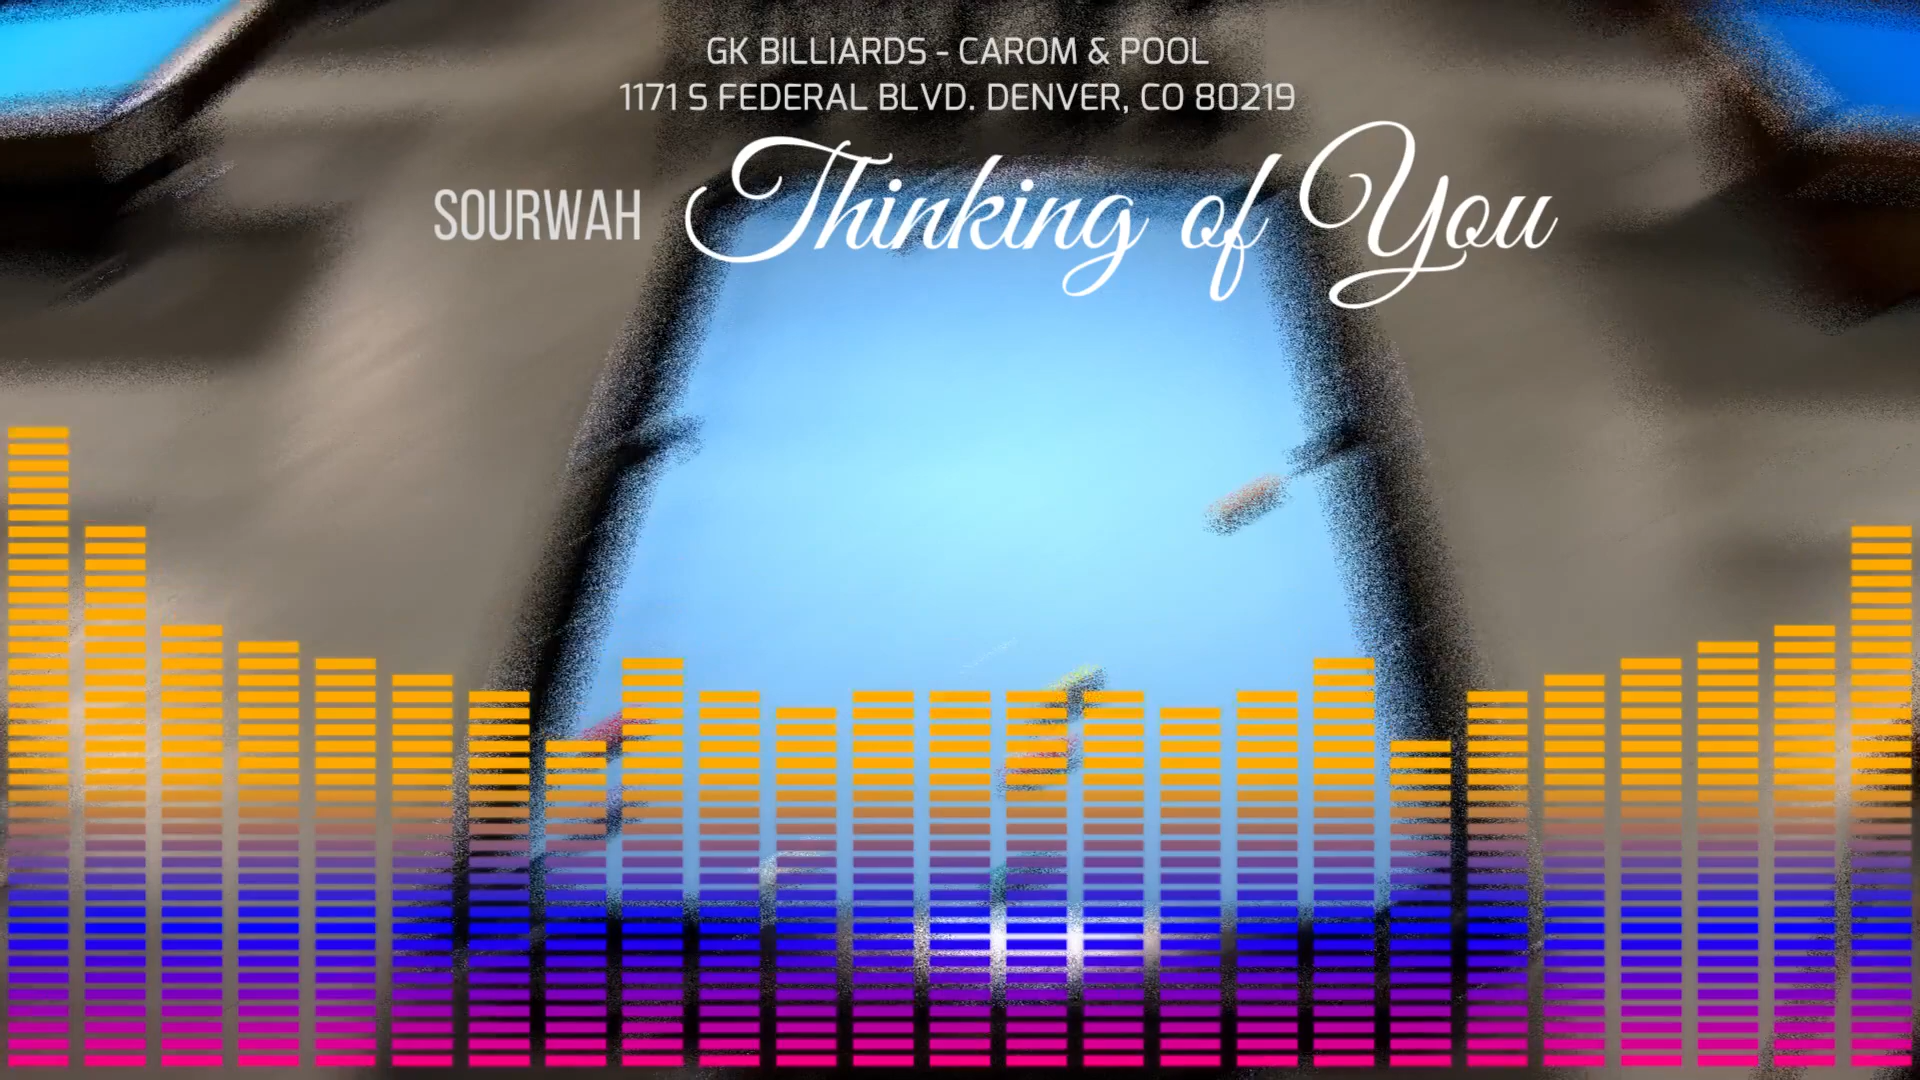 GK BILLIARDS - CAROM & POOL
1171 S FEDERAL BLVD. DENVER, CO 80219
SOURWAH Thinking of You